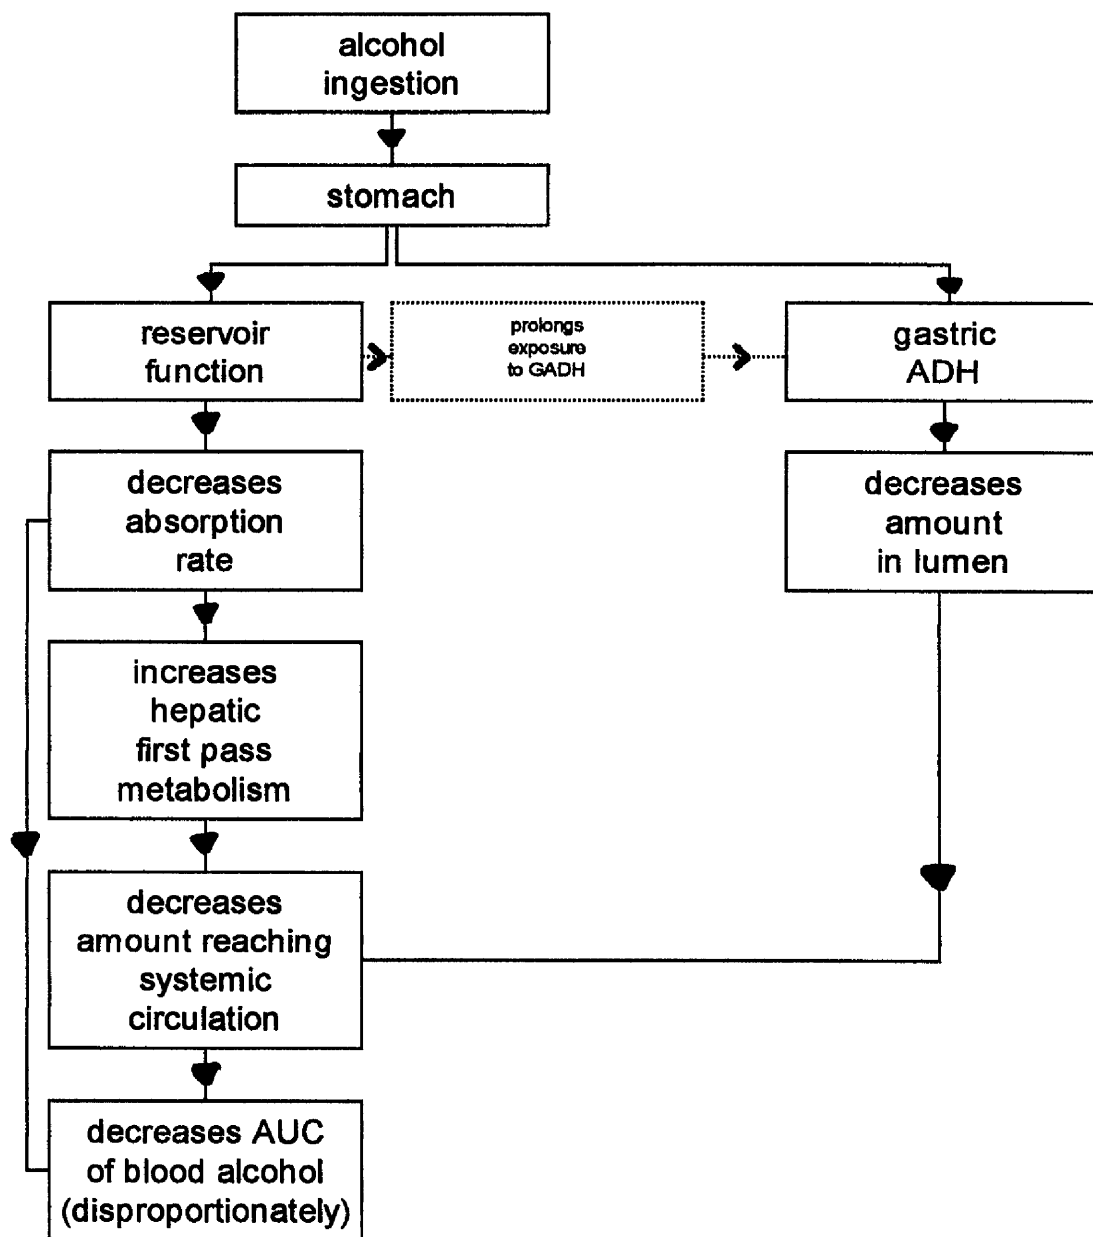 alcohol
ingestion
stomach
reservoir
function
prolongs
exposure
to GADH
gastric
ADH
decreases
absorption
rate
decreases
amount
in lumen
increases
hepatic
first pass
metabolism
decreases
amount reaching
systemic
circulation
decreases AUC
of blood alcohol
(disproportionately)